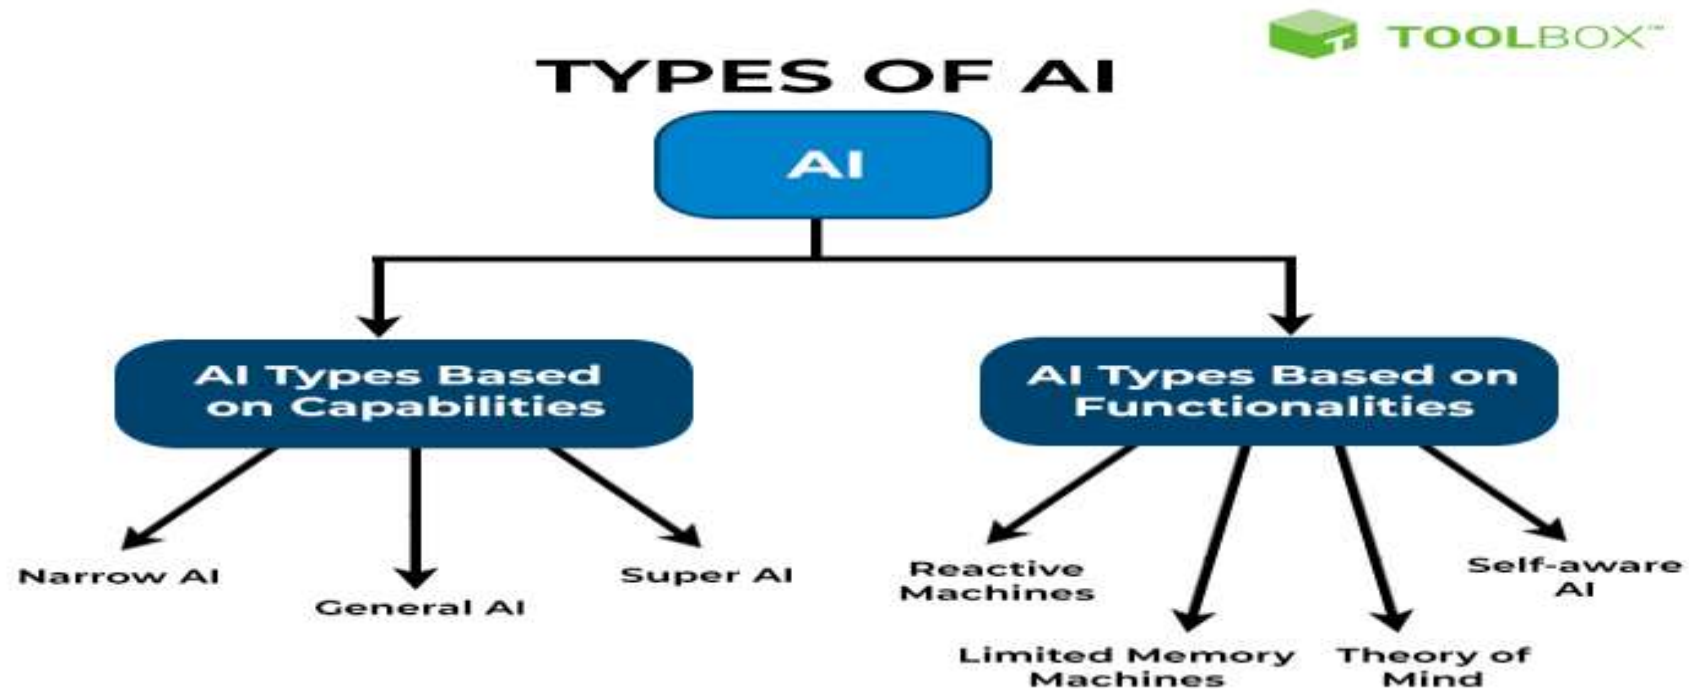 TOOLBOX™
TYPES OF AI
AI
AI Types Based
on Capabilities
AI Types Based on
Functionalities
Narrow AI
General AI
Super AI
Reactive
Machines
Limited Memory
Machines
Theory of
Mind
Self-aware
AI